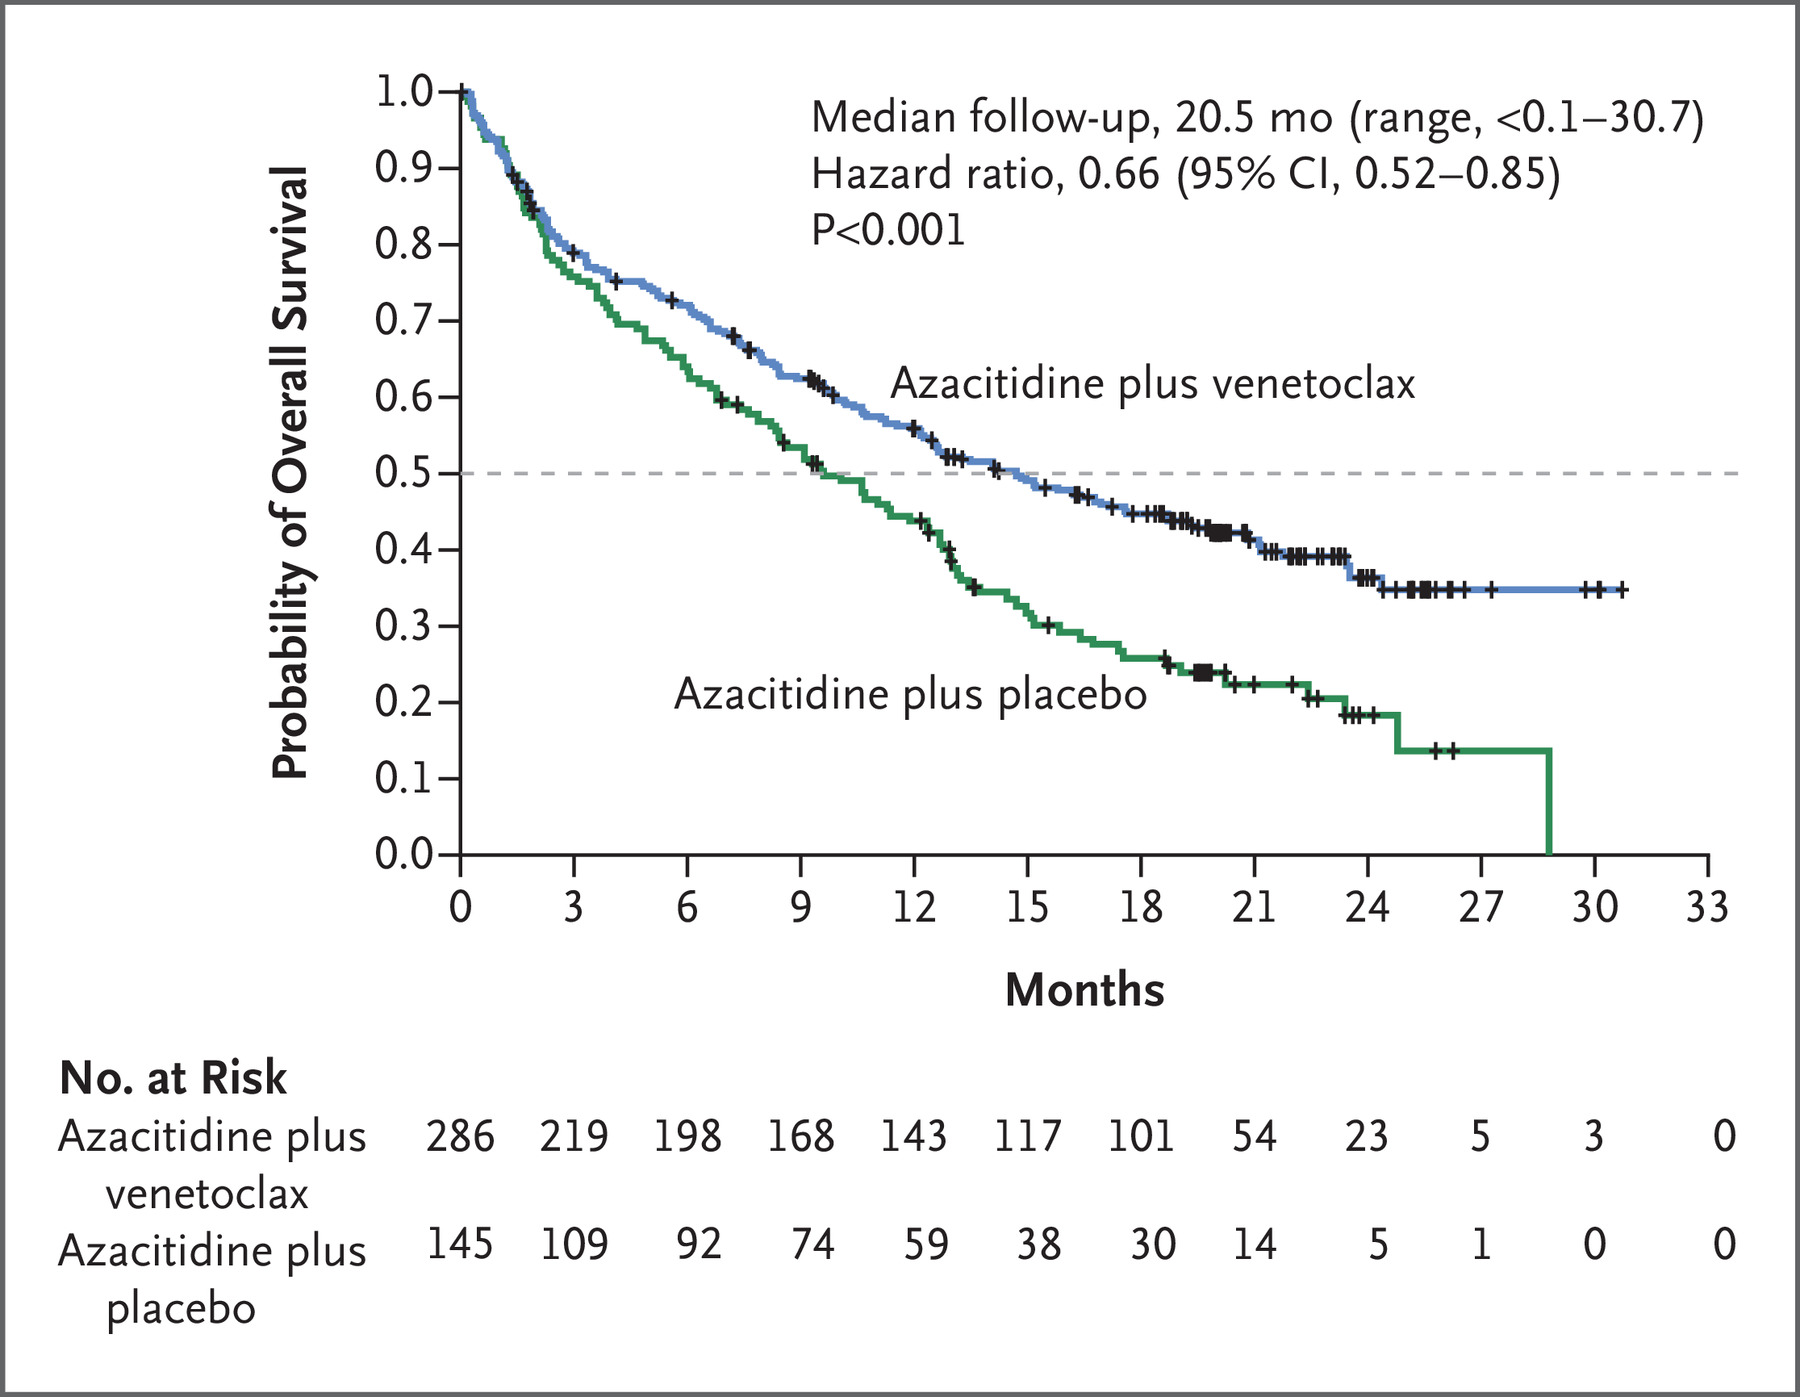 Median follow-up, 20.5 mo (range, <0.1–30.7)
Hazard ratio, 0.66 (95% CI, 0.52–0.85)
P<0.001
Probability of Overall Survival
1.0
0.9
0.8
0.7
0.6
0.5
0.4
0.3
0.2
0.1
0.0
Azacitidine plus venetoclax
Azacitidine plus placebo
0 3 6 9 12 15 18 21 24 27 30 33
Months
No. at Risk
Azacitidine plus 286 219 198 168 143 117 101 54 23 5 3 0
venetoclax
Azacitidine plus 145 109 92 74 59 38 30 14 5 1 0 0
placebo